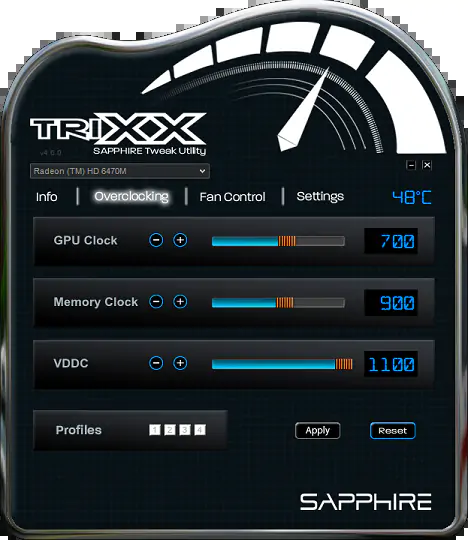 TRIXX
SAPPHIRE Tweak Utility
v4.6.0
Radeon (TM) HD 6470M
Info Overclocking Fan Control Settings 48°C
GPU Clock 700
Memory Clock 900
VDDC 1100
Profiles 1 2 3 4 Apply Reset
SAPPHIRE